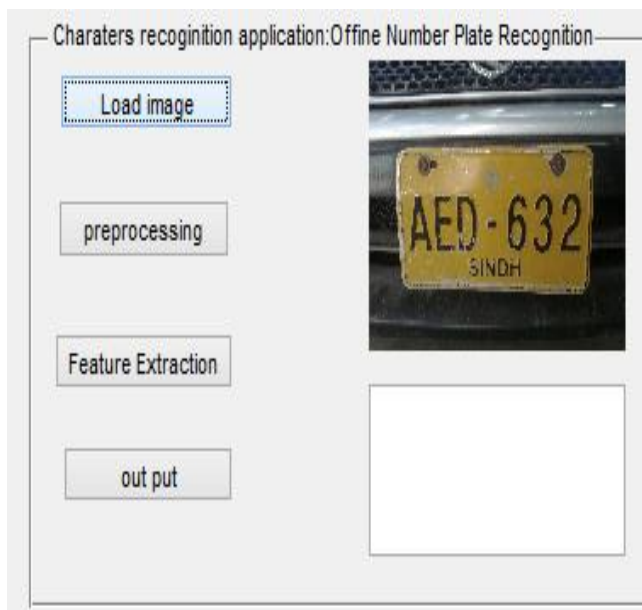 Charaters recoginition application:Offine Number Plate Recognition
Load image
AED-632
SINDH
preprocessing
Feature Extraction
out put